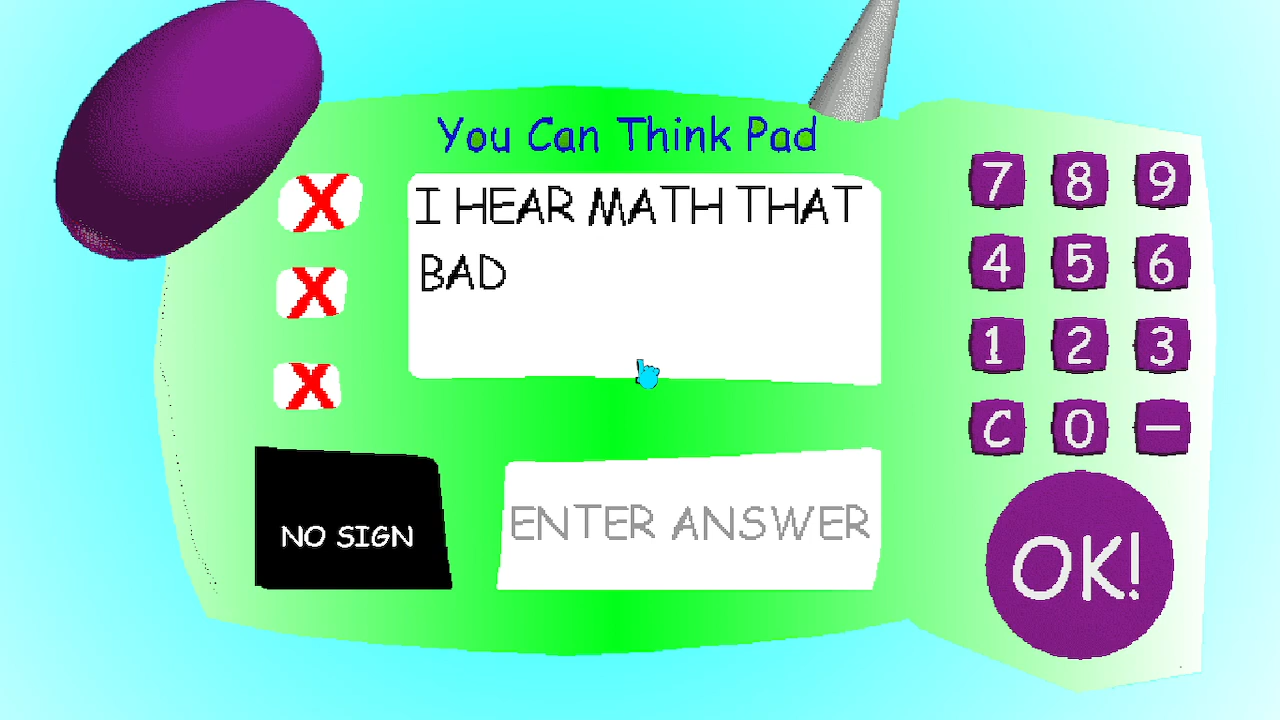 You Can Think Pad
I HEAR MATH THAT
BAD
X
X
X
NO SIGN
ENTER ANSWER
7 8 9
4 5 6
1 2 3
C 0 —
OK!